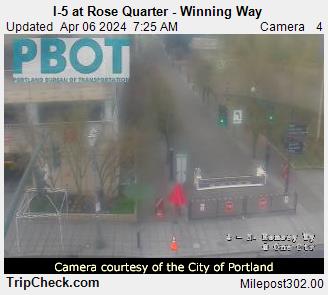 I-5 at Rose Quarter - Winning Way
Updated Apr 06 2024 7:25 AM Camera 4
PBOT
PORTLAND BUREAU OF TRANSPORTATION
Camera courtesy of the City of Portland
TripCheck.com Milepost302.00